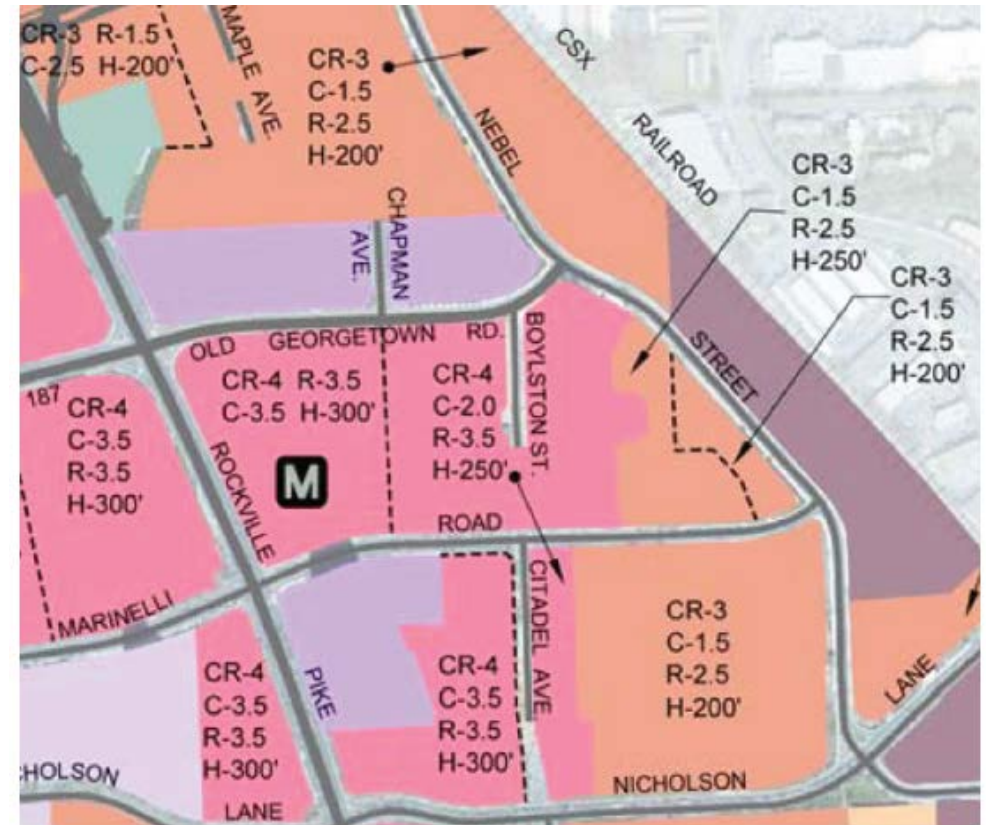 CR-3 R-1.5
C-2.5 H-200'
MAPLE AVE.
CR-3
C-1.5
R-2.5
H-200'
CSX
RAILROAD
NEBEL
STREET
CR-3
C-1.5
R-2.5
H-250'
CR-3
C-1.5
R-2.5
H-200'
CHAPMAN
AVE.
OLD GEORGETOWN RD.
BOYLSTON ST.
187
CR-4
C-3.5
R-3.5
H-300'
CR-4 R-3.5
C-3.5 H-300'
M
CR-4
C-2.0
R-3.5
H-250'
ROCKVILLE
PIKE
MARINELLI
ROAD
CITADEL AVE.
CR-4
C-3.5
R-3.5
H-300'
CR-4
C-3.5
R-3.5
H-300'
CR-3
C-1.5
R-2.5
H-200'
LANE
HOLSON
LANE
NICHOLSON